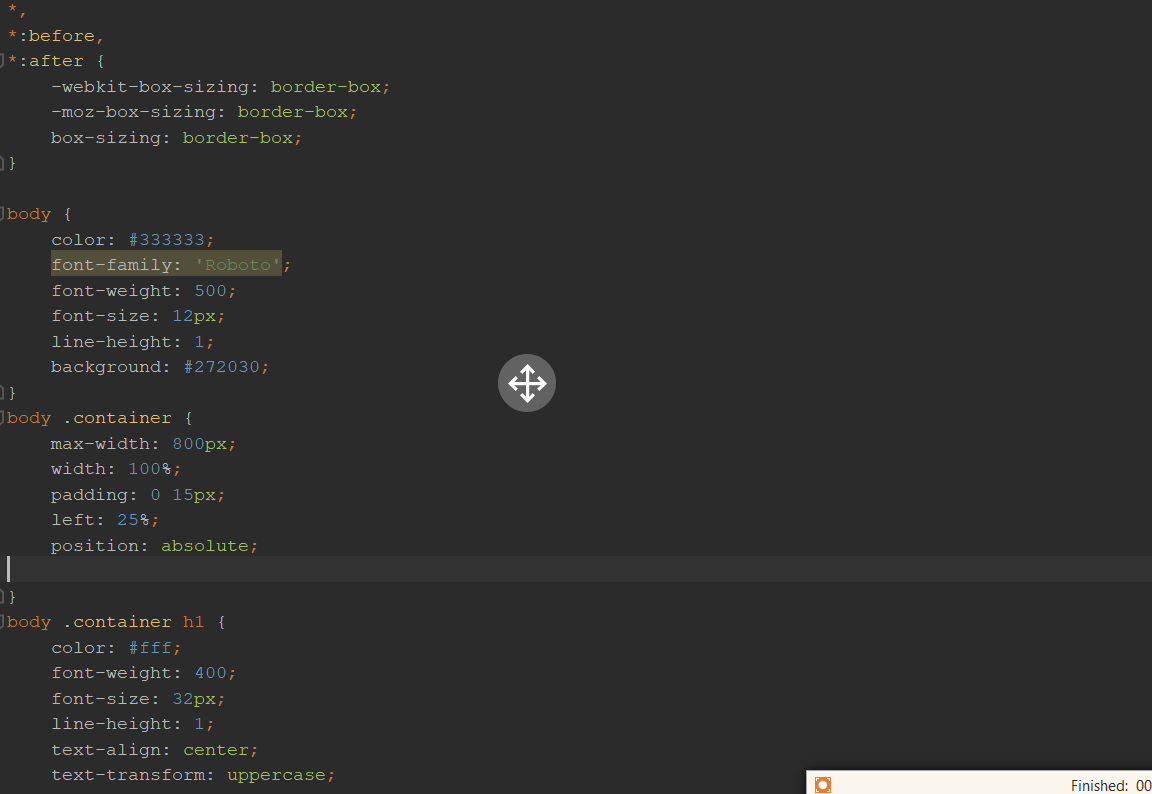 *,
*:before,
*:after {
    -webkit-box-sizing: border-box;
    -moz-box-sizing: border-box;
    box-sizing: border-box;
}

body {
    color: #333333;
    font-family: 'Roboto';
    font-weight: 500;
    font-size: 12px;
    line-height: 1;
    background: #272030;
}
body .container {
    max-width: 800px;
    width: 100%;
    padding: 0 15px;
    left: 25%;
    position: absolute;

}
body .container h1 {
    color: #fff;
    font-weight: 400;
    font-size: 32px;
    line-height: 1;
    text-align: center;
    text-transform: uppercase;
Finished: 00